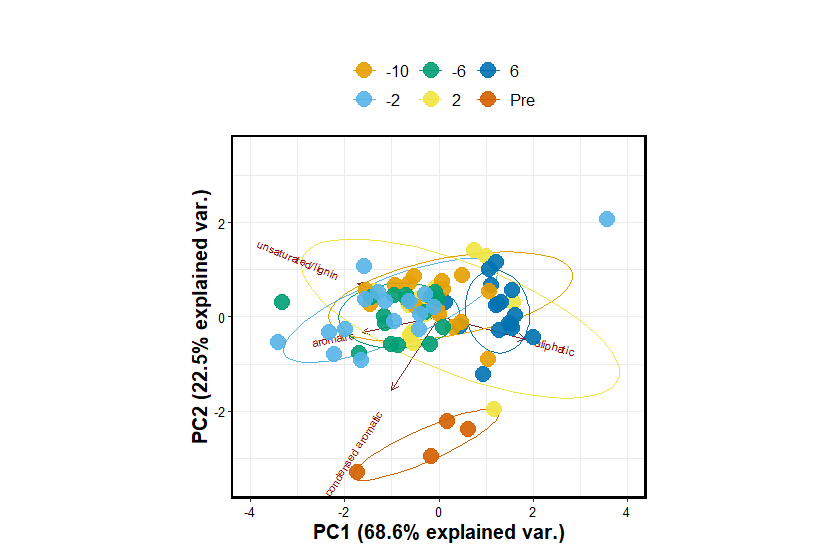 -10 -6 6
-2 2 Pre
PC2 (22.5% explained var.)
2
0
-2
unsaturated/lignin
aromatic
aliphatic
condensed aromatic
-4 -2 0 2 4
PC1 (68.6% explained var.)